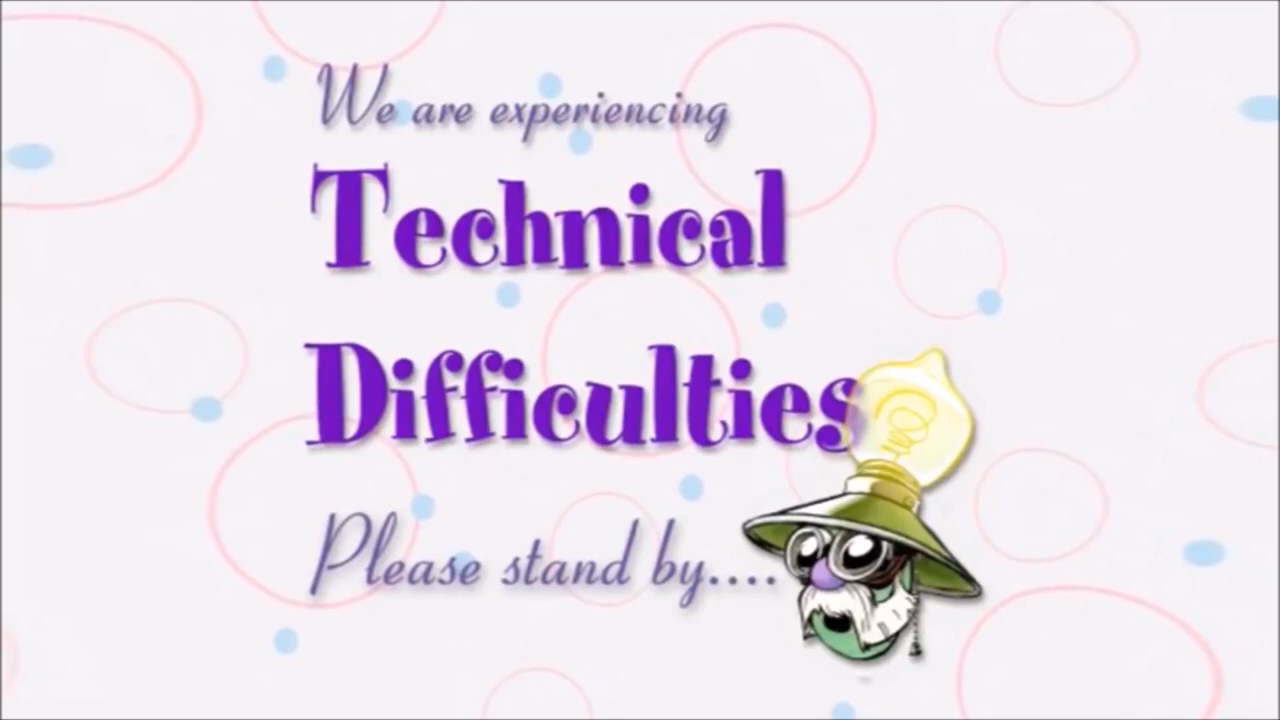 We are experiencing
Technical
Difficulties
Please stand by....